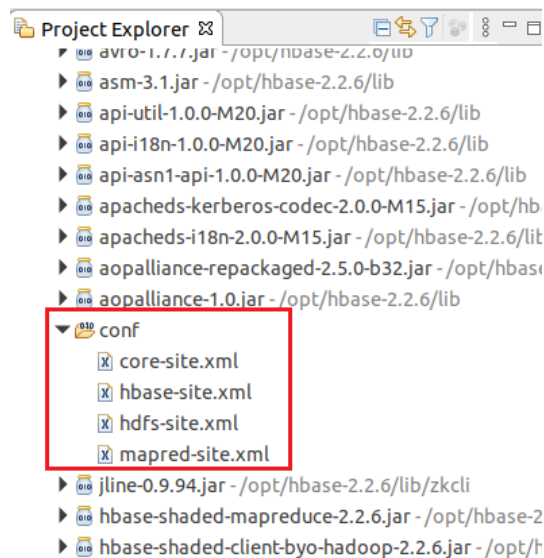 Project Explorer
avro-1.7.7.jar - /opt/hbase-2.2.6/lib
asm-3.1.jar - /opt/hbase-2.2.6/lib
api-util-1.0.0-M20.jar - /opt/hbase-2.2.6/lib
api-i18n-1.0.0-M20.jar - /opt/hbase-2.2.6/lib
api-asn1-api-1.0.0-M20.jar - /opt/hbase-2.2.6/lib
apacheds-kerberos-codec-2.0.0-M15.jar - /opt/hb
apacheds-i18n-2.0.0-M15.jar - /opt/hbase-2.2.6/lib
aopalliance-repackaged-2.5.0-b32.jar - /opt/hbase
aopalliance-1.0.jar - /opt/hbase-2.2.6/lib
conf
core-site.xml
hbase-site.xml
hdfs-site.xml
mapred-site.xml
jline-0.9.94.jar - /opt/hbase-2.2.6/lib/zkcli
hbase-shaded-mapreduce-2.2.6.jar - /opt/hbase-2
hbase-shaded-client-byo-hadoop-2.2.6.jar - /opt/h